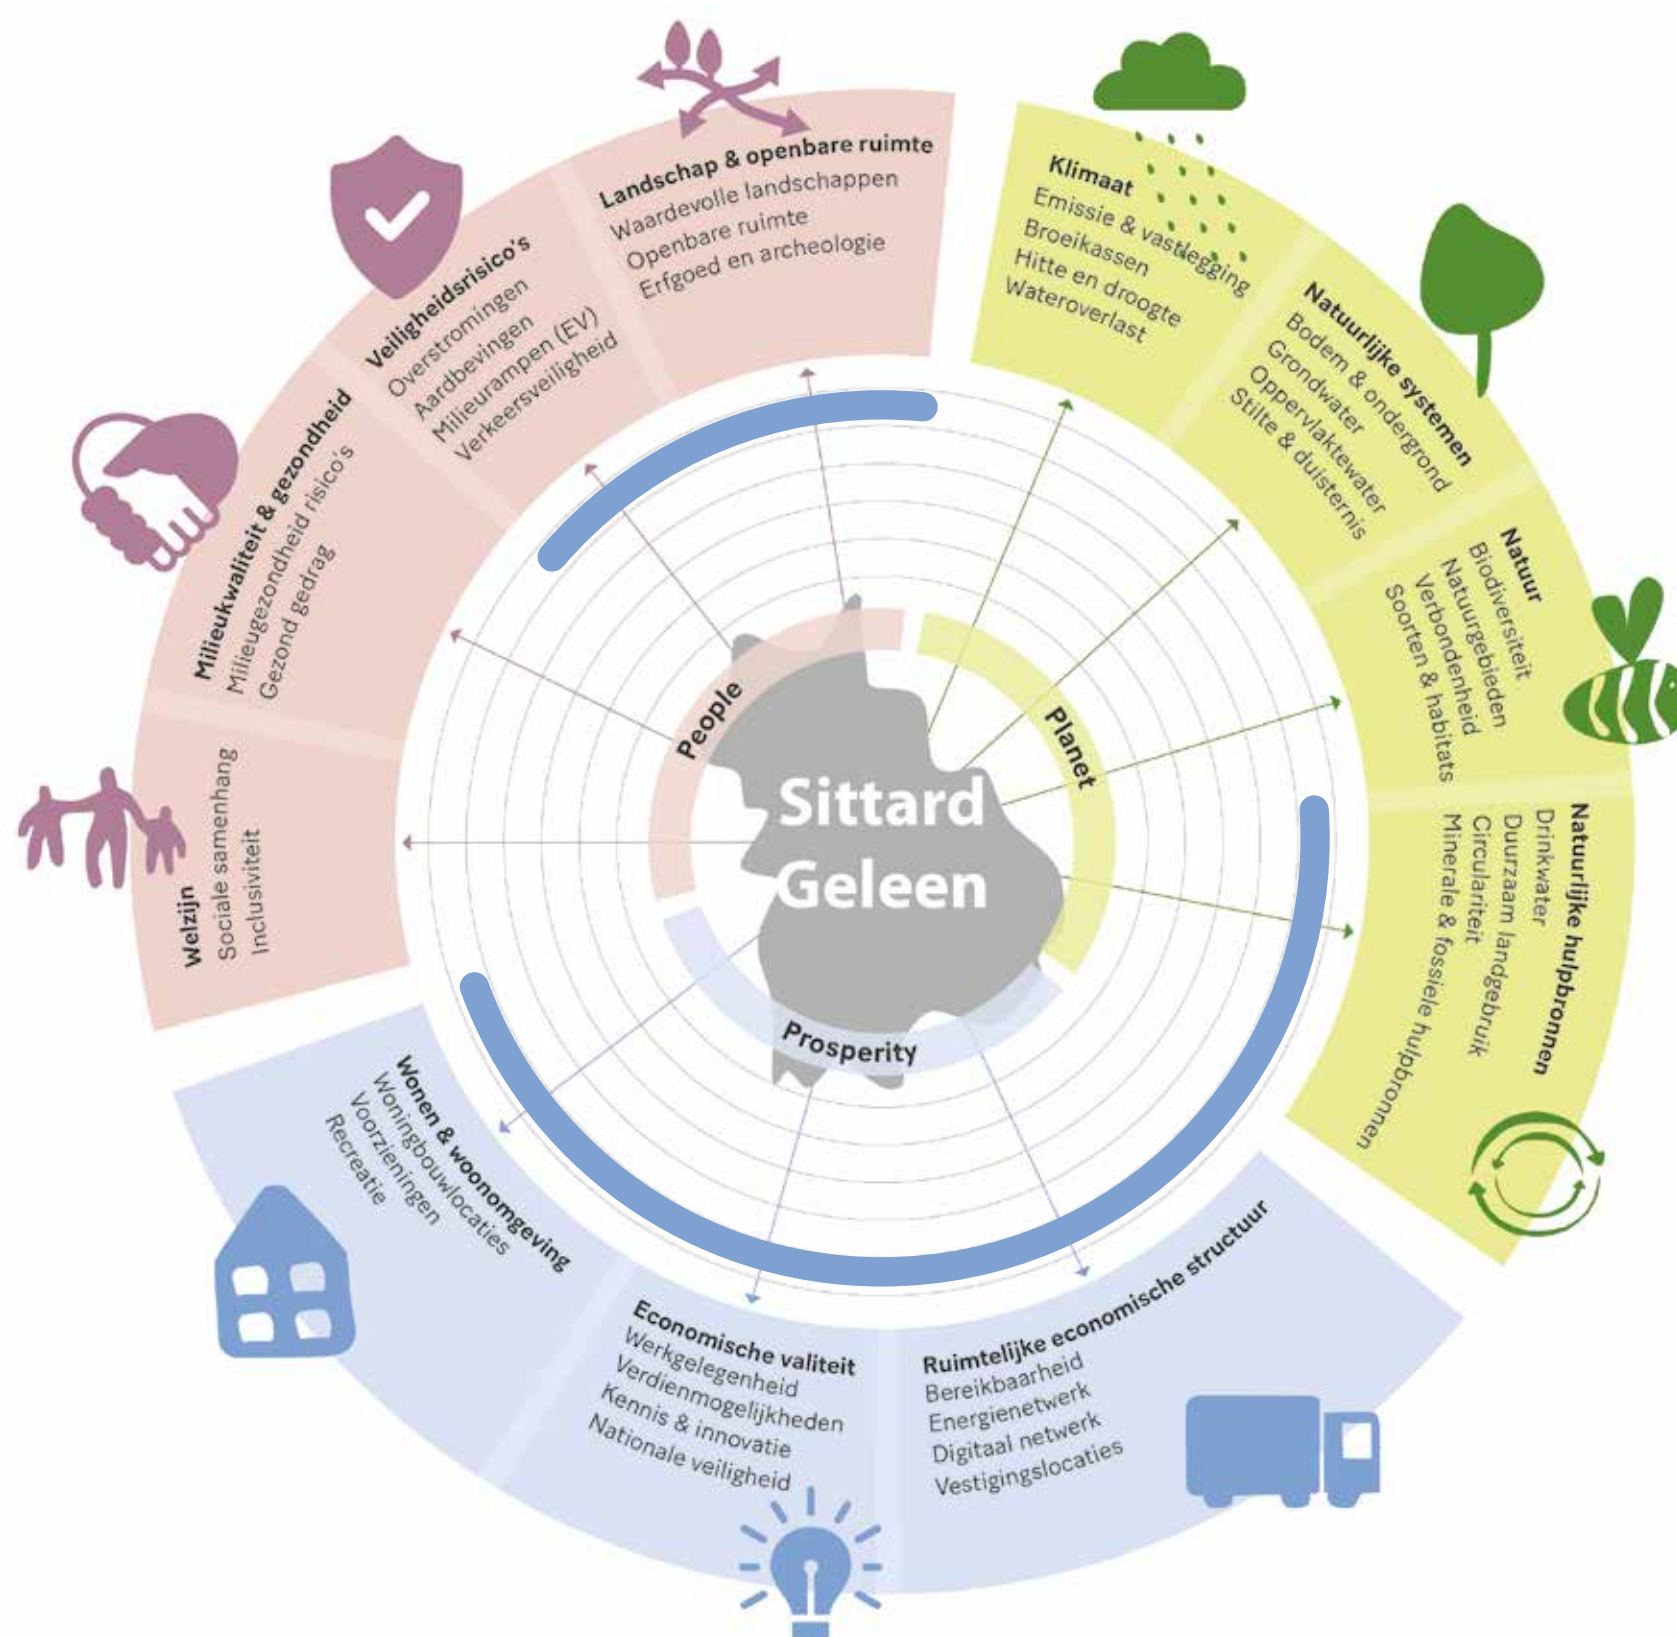 Landschap & openbare ruimte
Waardevolle landschappen
Openbare ruimte
Erfgoed en archeologie
Klimaat
Emissie & vastlegging
Broeikassen
Hitte en droogte
Wateroverlast
Natuurlijke systemen
Bodem & ondergrond
Grondwater
Oppervlaktewater
Stilte & duisternis
Natuur
Biodiversiteit
Natuurgebieden
Verbondenheid
Soorten & habitats
Natuurlijke hulpbronnen
Drinkwater
Duurzaam landgebruik
Circulariteit
Minerale & fossiele hulpbronnen
Ruimtelijke economische structuur
Bereikbaarheid
Energienetwerk
Digitaal netwerk
Vestigingslocaties
Economische valiteit
Werkgelegenheid
Verdienmogelijkheden
Kennis & innovatie
Nationale veiligheid
Wonen & woonomgeving
Woningbouwlocaties
Voorzieningen
Recreatie
Welzijn
Sociale samenhang
Inclusiviteit
Milieukwaliteit & gezondheid
Milieugezondheid risico's
Gezond gedrag
Veiligheidsrisico's
Overstromingen
Aardbevingen
Milieurampen (EV)
Verkeersveiligheid
People
Planet
Prosperity
Sittard
Geleen